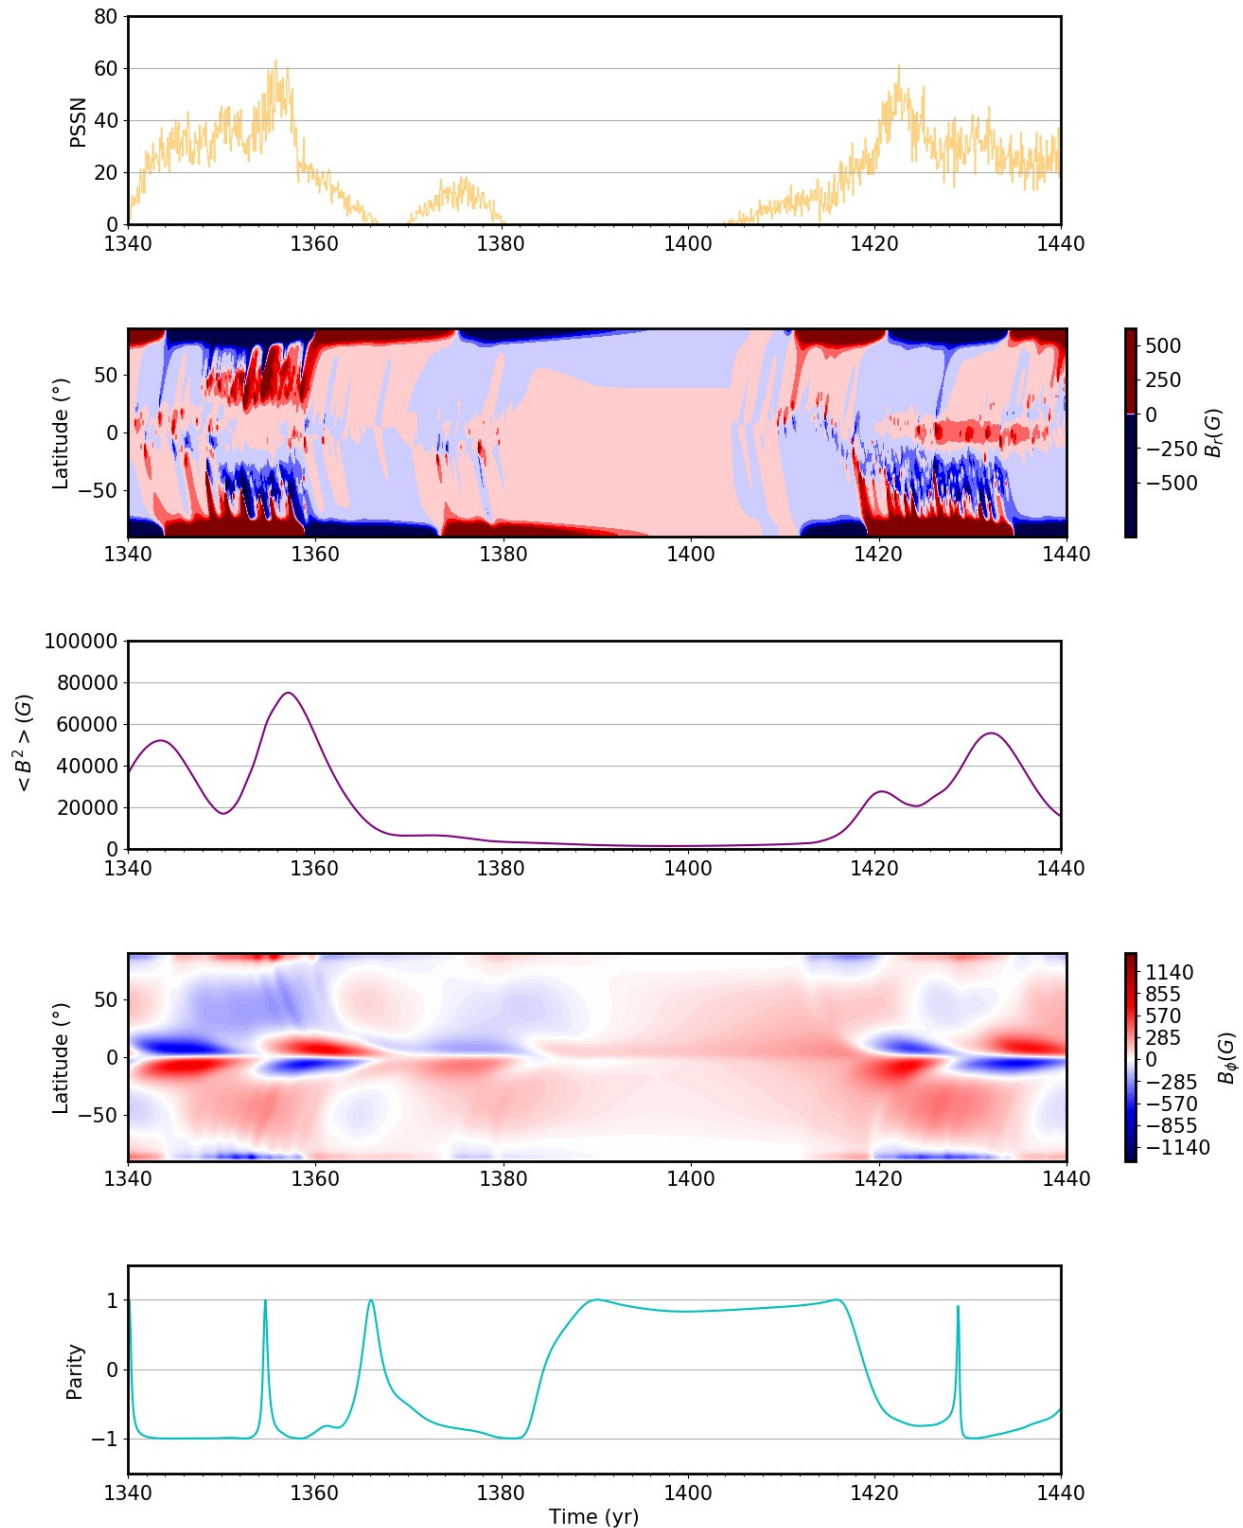 80
60
40
20
0
PSSN
1340 1360 1380 1400 1420 1440
50
0
−50
Latitude (°)
1340 1360 1380 1400 1420 1440
500
250
0
−250
−500
B_r(G)
100000
80000
60000
40000
20000
0
< B² > (G)
1340 1360 1380 1400 1420 1440
50
0
−50
Latitude (°)
1340 1360 1380 1400 1420 1440
1140
855
570
285
0
−285
−570
−855
−1140
B_ϕ(G)
1
0
−1
Parity
1340 1360 1380 1400 1420 1440
Time (yr)